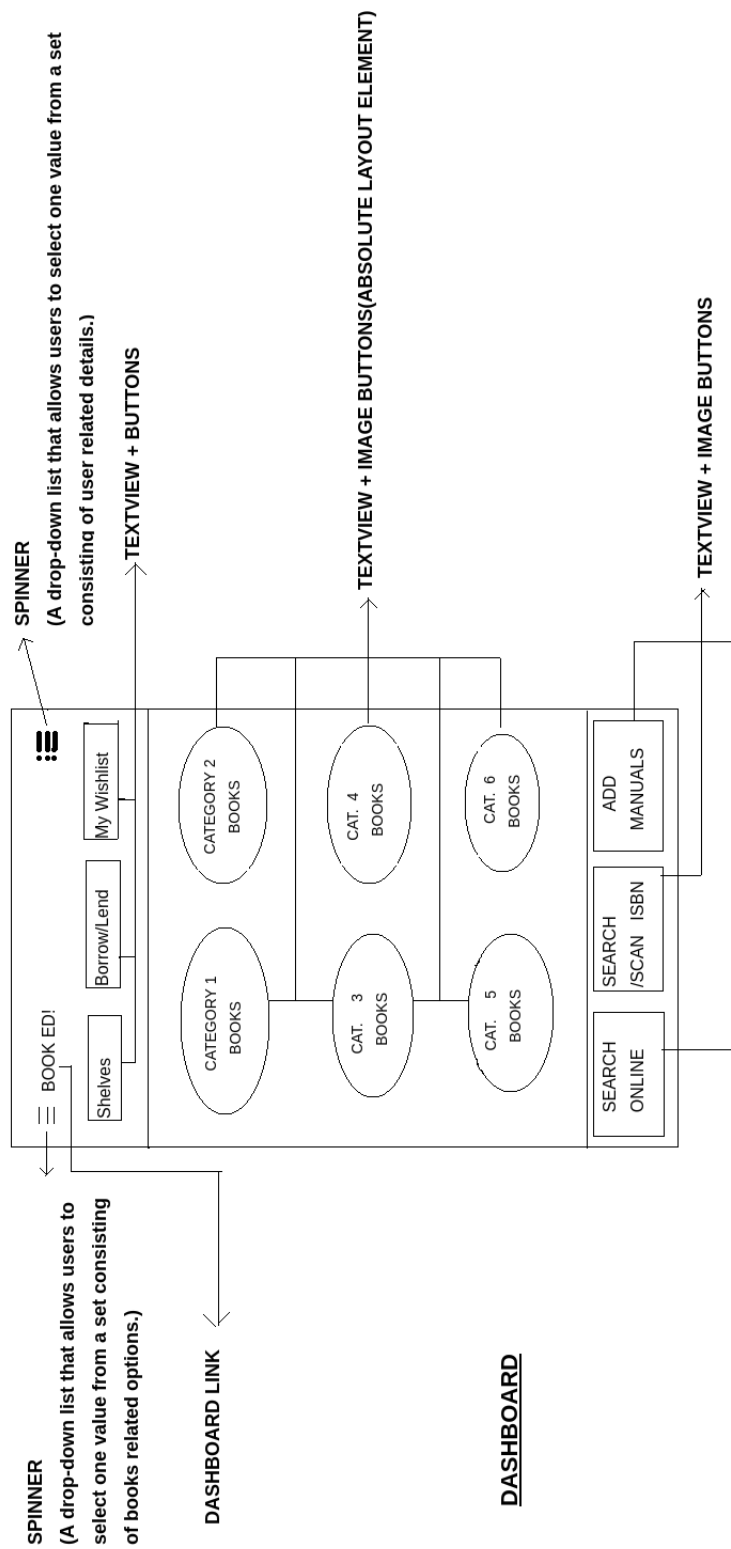 SPINNER
(A drop-down list that allows users to
select one value from a set consisting
of books related options.)
DASHBOARD LINK
DASHBOARD
BOOK ED!
Shelves
Borrow/Lend
My Wishlist
CATEGORY 1
BOOKS
CATEGORY 2
BOOKS
CAT. 3
BOOKS
CAT. 4
BOOKS
CAT. 5
BOOKS
CAT. 6
BOOKS
SEARCH
ONLINE
SEARCH
/SCAN ISBN
ADD
MANUALS
SPINNER
(A drop-down list that allows users to select one value from a set
consisting of user related details.)
TEXTVIEW + BUTTONS
TEXTVIEW + IMAGE BUTTONS(ABSOLUTE LAYOUT ELEMENT)
TEXTVIEW + IMAGE BUTTONS